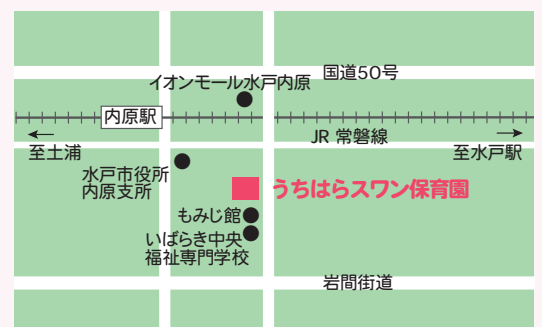 国道50号
イオンモール水戸内原
内原駅
JR 常磐線
至土浦
至水戸駅
水戸市役所
内原支所
うちはらスワン保育園
もみじ館
いばらき中央
福祉専門学校
岩間街道